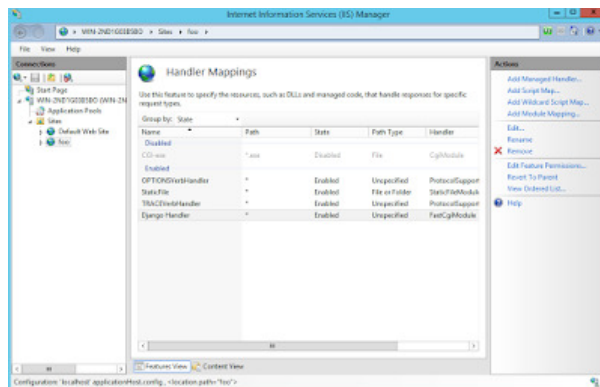 Internet Information Services (IIS) Manager
Sites
foo
File View Help
Connections
Start Page
Application Pools
Sites
Default Web Site
foo
Handler Mappings
Use this feature to specify the resources, such as DLLs and managed code, that handle responses for specific
request types.
Group by: State
Name Path State Path Type Handler
Disabled
CGI-exe *.exe Disabled File CgiModule
Enabled
OPTIONSVerbHandler * Enabled Unspecified ProtocolSupport
StaticFile * Enabled File or Folder StaticFileModule
TRACEVerbHandler * Enabled Unspecified ProtocolSupport
Django Handler * Enabled Unspecified FastCgiModule
Features View Content View
Configuration: 'localhost' applicationHost.config, <location path="foo">
Actions
Add Managed Handler...
Add Script Map...
Add Wildcard Script Map...
Add Module Mapping...
Edit...
Rename
Remove
Edit Feature Permissions...
Revert To Parent
View Ordered List...
Help